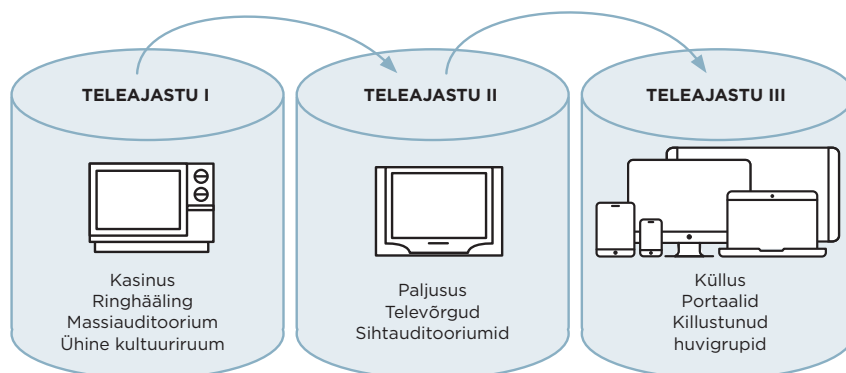 TELEAJASTU I
Kasinus
Ringhääling
Massiauditoorium
Ühine kultuuriruum
TELEAJASTU II
Paljusus
Televõrgud
Sihtauditooriumid
TELEAJASTU III
Küllus
Portaalid
Killustunud
huvigrupid